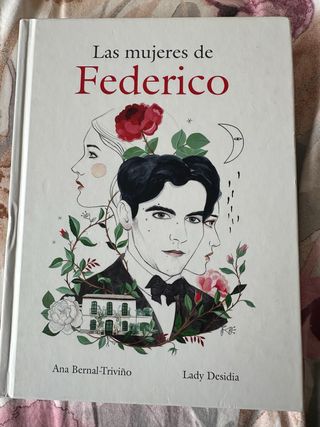 Las mujeres de
Federico
Ana Bernal-Triviño
Lady Desidia